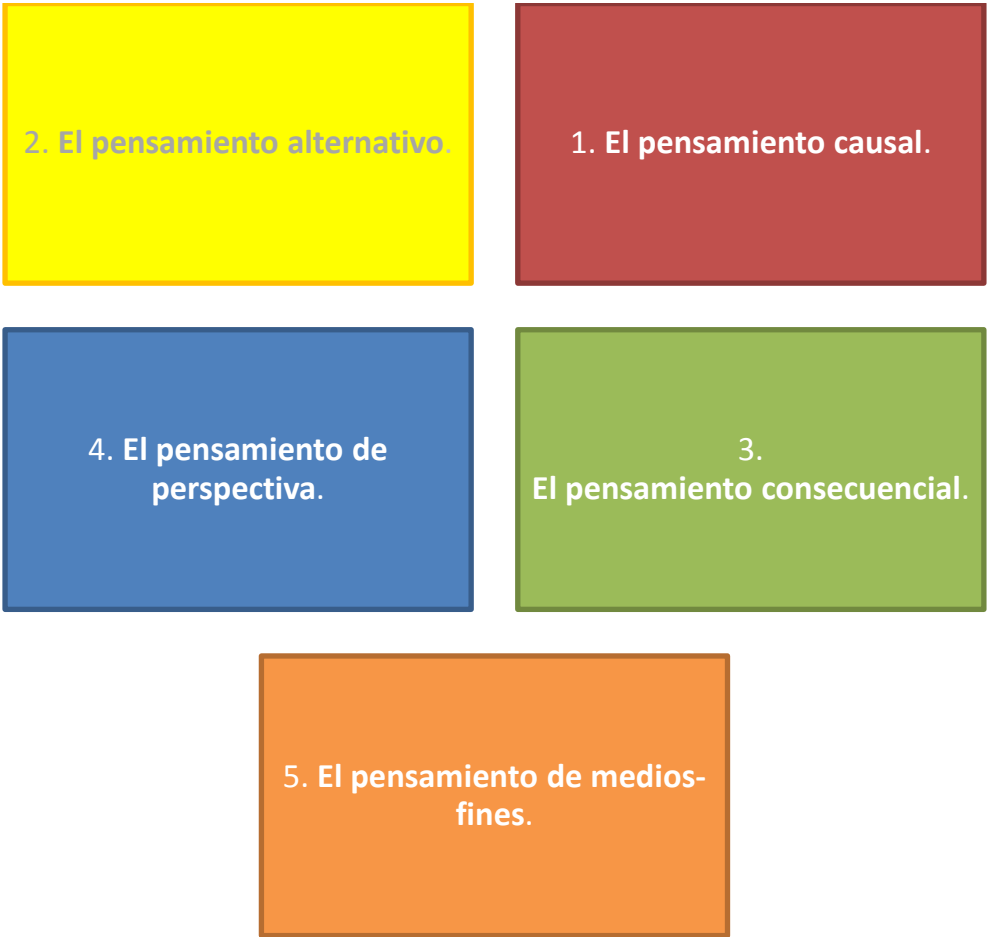 2. El pensamiento alternativo.
1. El pensamiento causal.
4. El pensamiento de
perspectiva.
3.
El pensamiento consecuencial.
5. El pensamiento de medios-
fines.